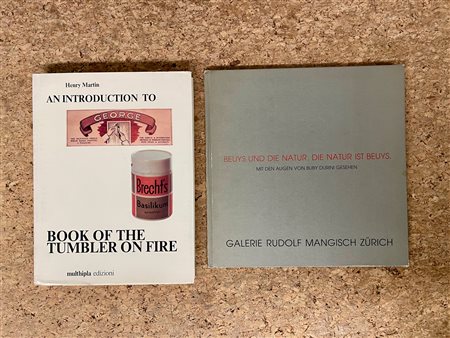 Henry Martin
AN INTRODUCTION TO
GEORGE
Brecht's
Basilikum
BOOK OF THE
TUMBLER ON FIRE
multhipla edizioni
BEUYS UND DIE NATUR. DIE NATUR IST BEUYS.
MIT DEN AUGEN VON BUBY DURINI GESEHEN
GALERIE RUDOLF MANGISCH ZÜRICH